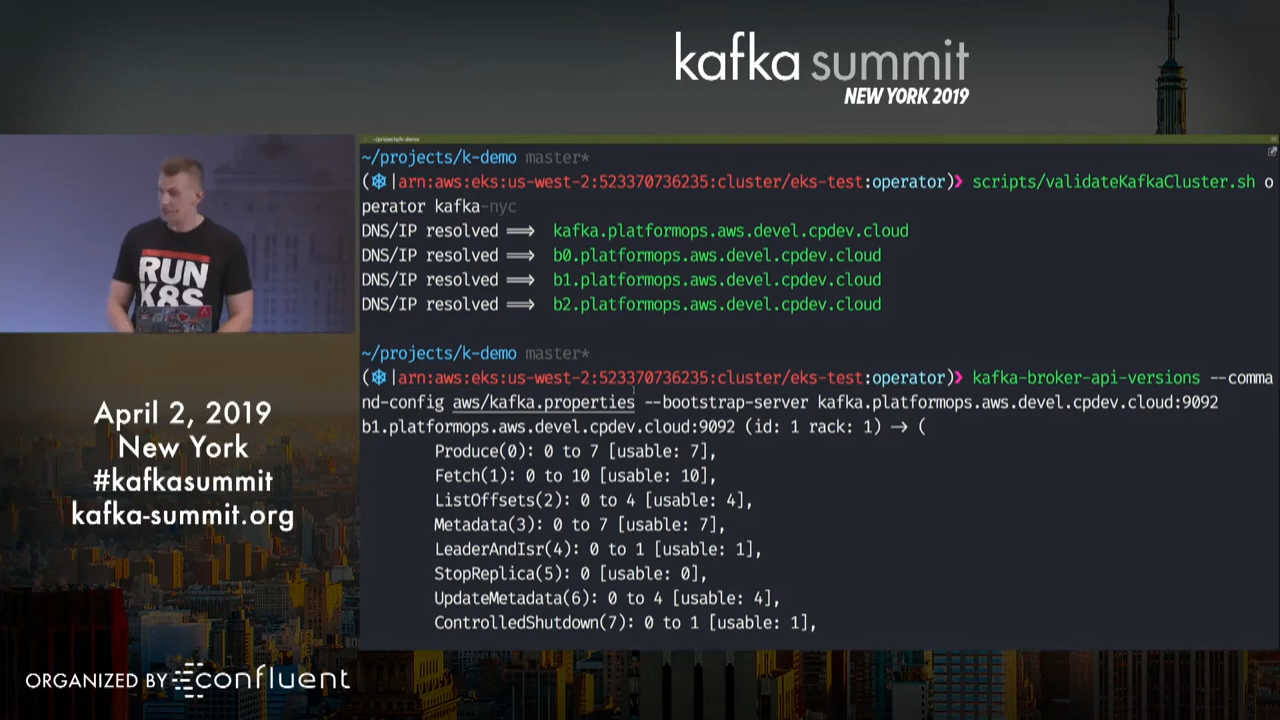 kafka summit
NEW YORK 2019
~/projects/k-demo
~/projects/k-demo master*
(|arn:aws:eks:us-west-2:523370736235:cluster/eks-test:operator)❯ scripts/validateKafkaCluster.sh o
perator kafka-nyc
DNS/IP resolved ⟹ kafka.platformops.aws.devel.cpdev.cloud
DNS/IP resolved ⟹ b0.platformops.aws.devel.cpdev.cloud
DNS/IP resolved ⟹ b1.platformops.aws.devel.cpdev.cloud
DNS/IP resolved ⟹ b2.platformops.aws.devel.cpdev.cloud
~/projects/k-demo master*
(|arn:aws:eks:us-west-2:523370736235:cluster/eks-test:operator)❯ kafka-broker-api-versions --comma
nd-config aws/kafka.properties --bootstrap-server kafka.platformops.aws.devel.cpdev.cloud:9092
b1.platformops.aws.devel.cpdev.cloud:9092 (id: 1 rack: 1) → (
Produce(0): 0 to 7 [usable: 7],
Fetch(1): 0 to 10 [usable: 10],
ListOffsets(2): 0 to 4 [usable: 4],
Metadata(3): 0 to 7 [usable: 7],
LeaderAndIsr(4): 0 to 1 [usable: 1],
StopReplica(5): 0 [usable: 0],
UpdateMetadata(6): 0 to 4 [usable: 4],
ControlledShutdown(7): 0 to 1 [usable: 1],
RUN
K8S
April 2, 2019
New York
#kafkasummit
kafka-summit.org
ORGANIZED BY confluent